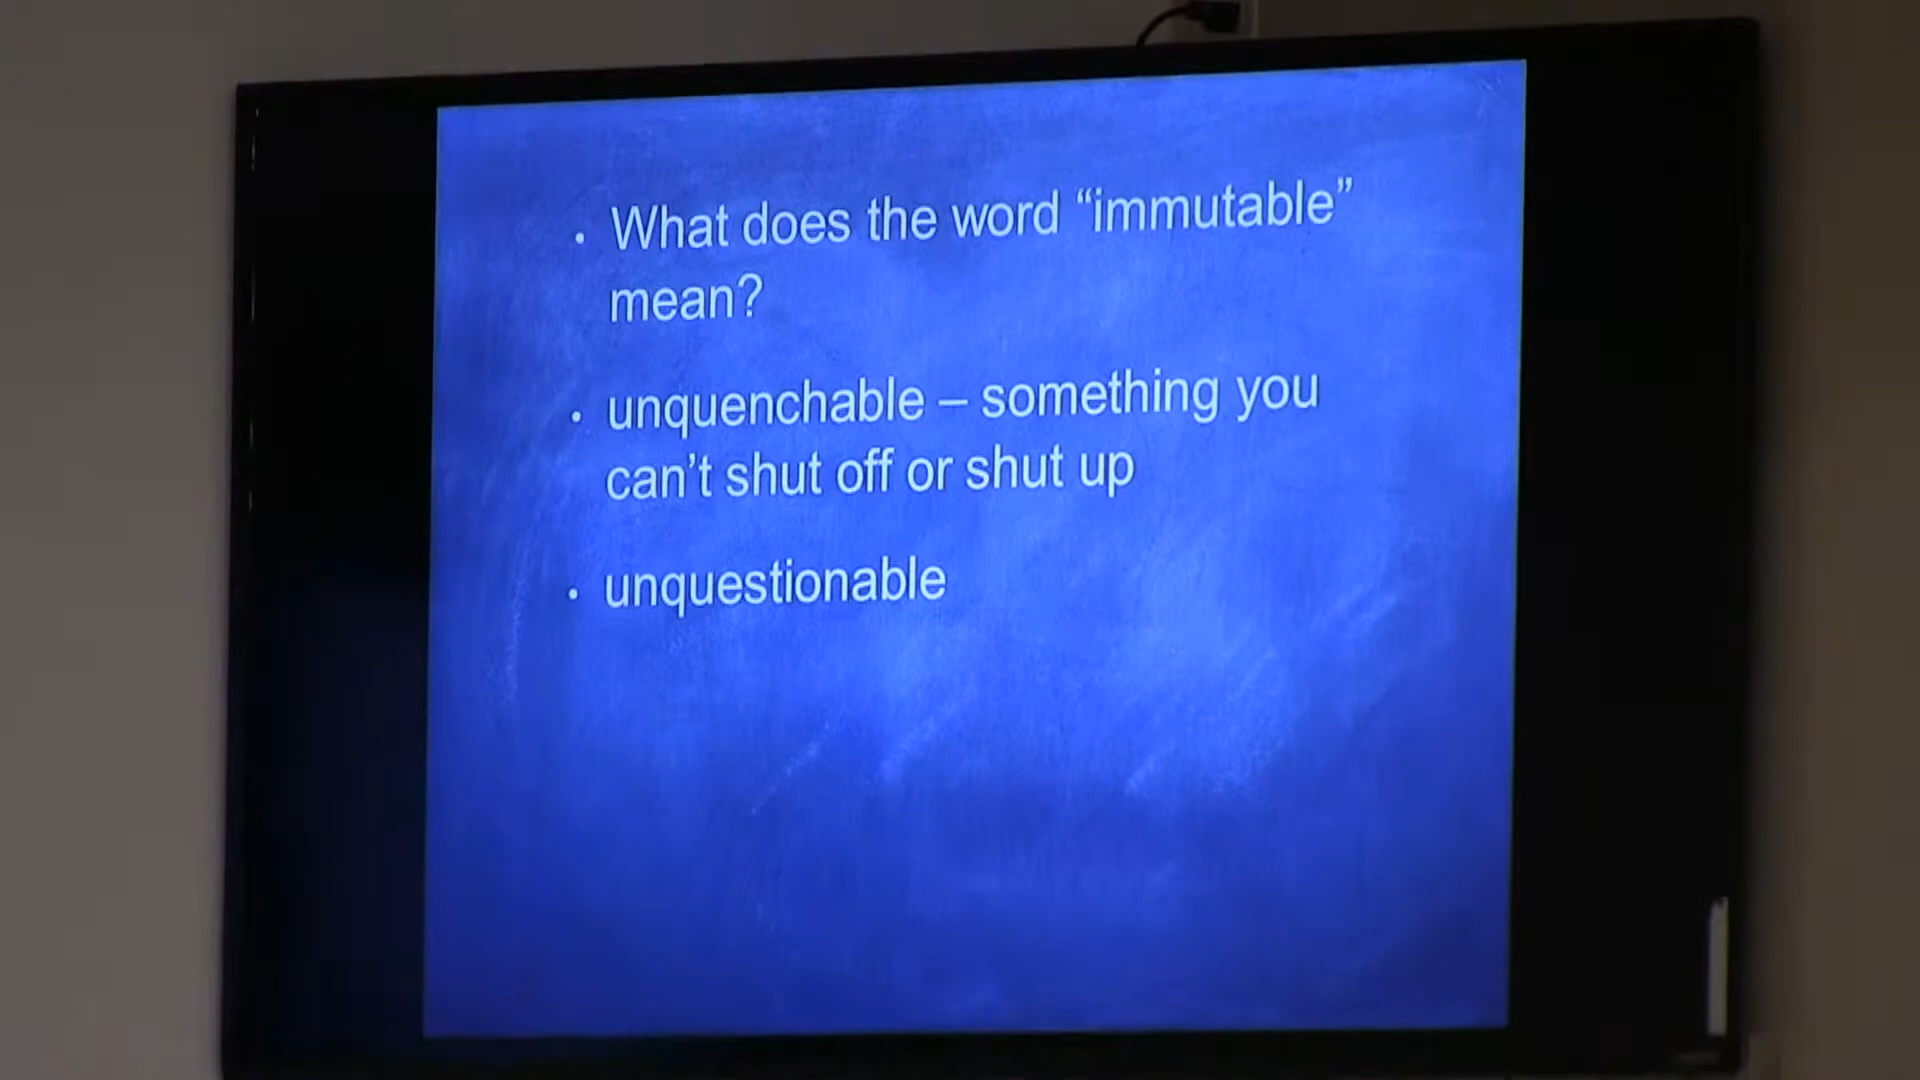 • What does the word “immutable”
mean?
• unquenchable – something you
can’t shut off or shut up
• unquestionable